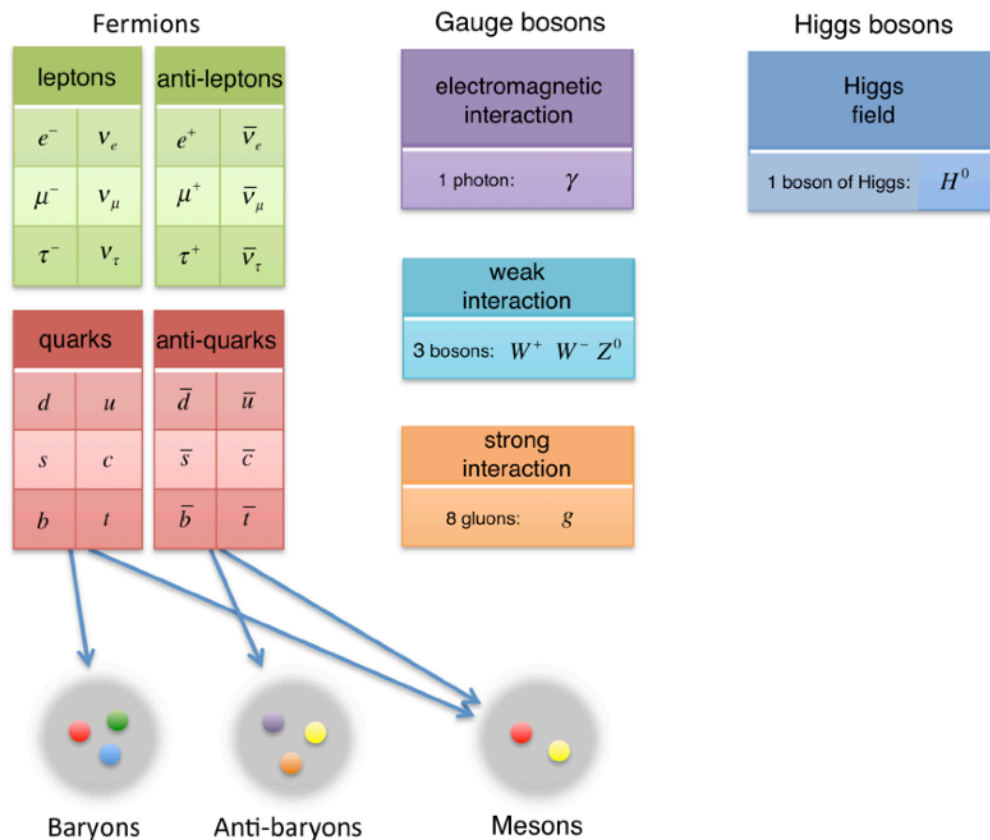 Fermions
leptons
anti-leptons
e⁻ ν_e e⁺ ν̄_e
μ⁻ ν_μ μ⁺ ν̄_μ
τ⁻ ν_τ τ⁺ ν̄_τ
quarks
anti-quarks
d u d̄ ū
s c s̄ c̄
b t b̄ t̄
Gauge bosons
electromagnetic
interaction
1 photon: γ
weak
interaction
3 bosons: W⁺ W⁻ Z⁰
strong
interaction
8 gluons: g
Higgs bosons
Higgs
field
1 boson of Higgs: H⁰
Baryons
Anti-baryons
Mesons